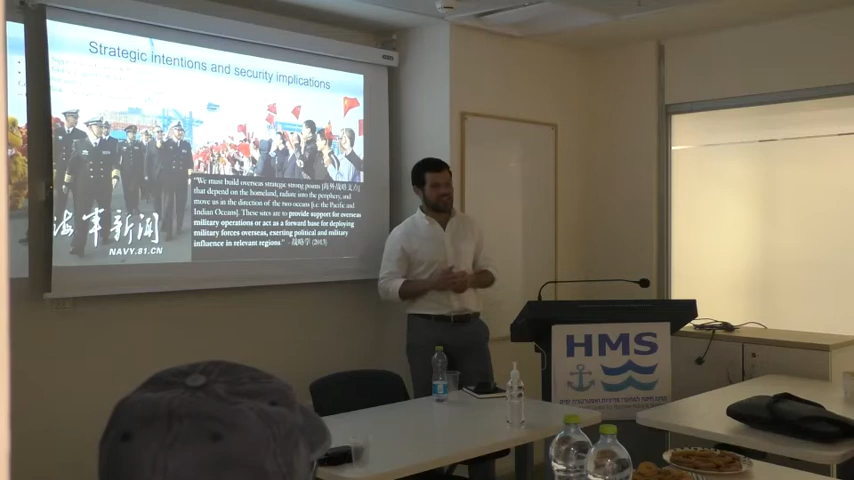 Strategic intentions and security implications
"We must build overseas strategic strong points [海外战略支点]
that depend on the homeland, radiate into the periphery, and
move us in the direction of the two oceans [i.e. the Pacific and
Indian Oceans]. These sites are to provide support for overseas
military operations or act as a forward base for deploying
military forces overseas, exerting political and military
influence in relevant regions." - 战略学 (2013)
海军新闻
NAVY.81.CN
HMS